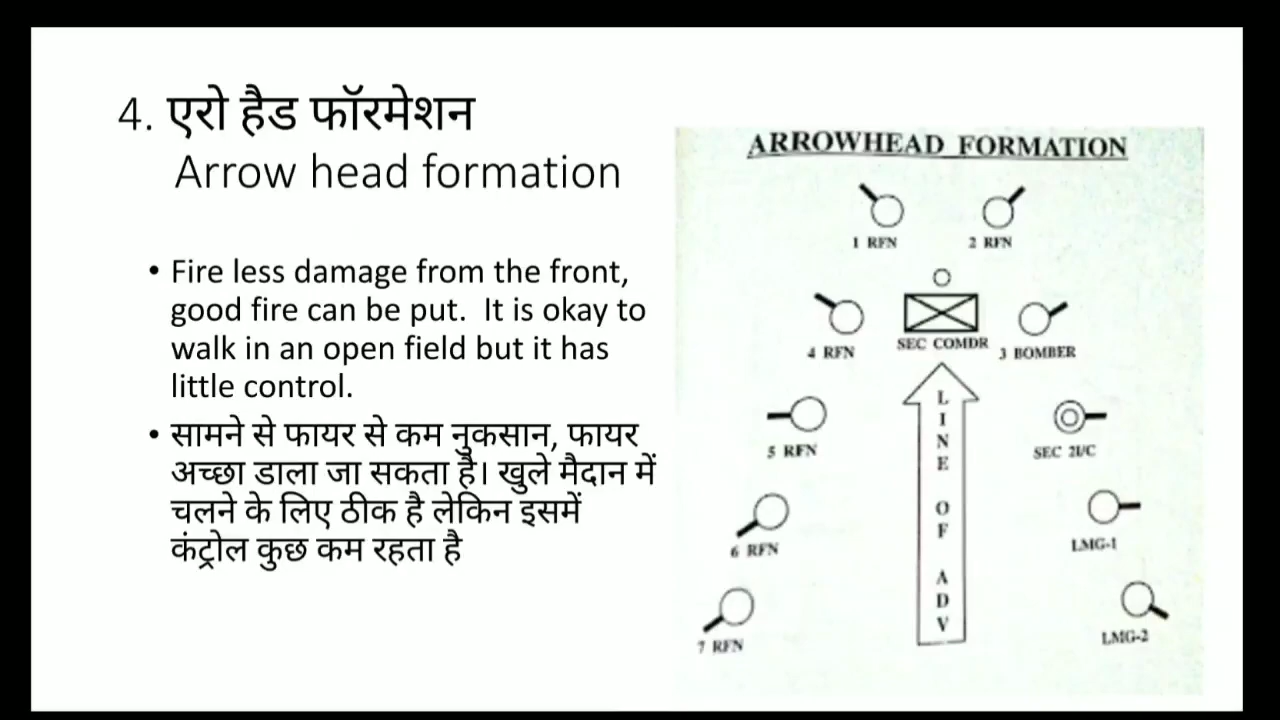 4. एरो हैड फॉरमेशन
Arrow head formation
• Fire less damage from the front,
good fire can be put. It is okay to
walk in an open field but it has
little control.
• सामने से फायर से कम नुकसान, फायर
अच्छा डाला जा सकता है। खुले मैदान में
चलने के लिए ठीक है लेकिन इसमें
कंट्रोल कुछ कम रहता है
ARROWHEAD FORMATION
1 RFN
2 RFN
4 RFN
SEC COMDR
3 BOMBER
5 RFN
SEC 2I/C
6 RFN
LMG-1
7 RFN
LMG-2
LINE OF ADV